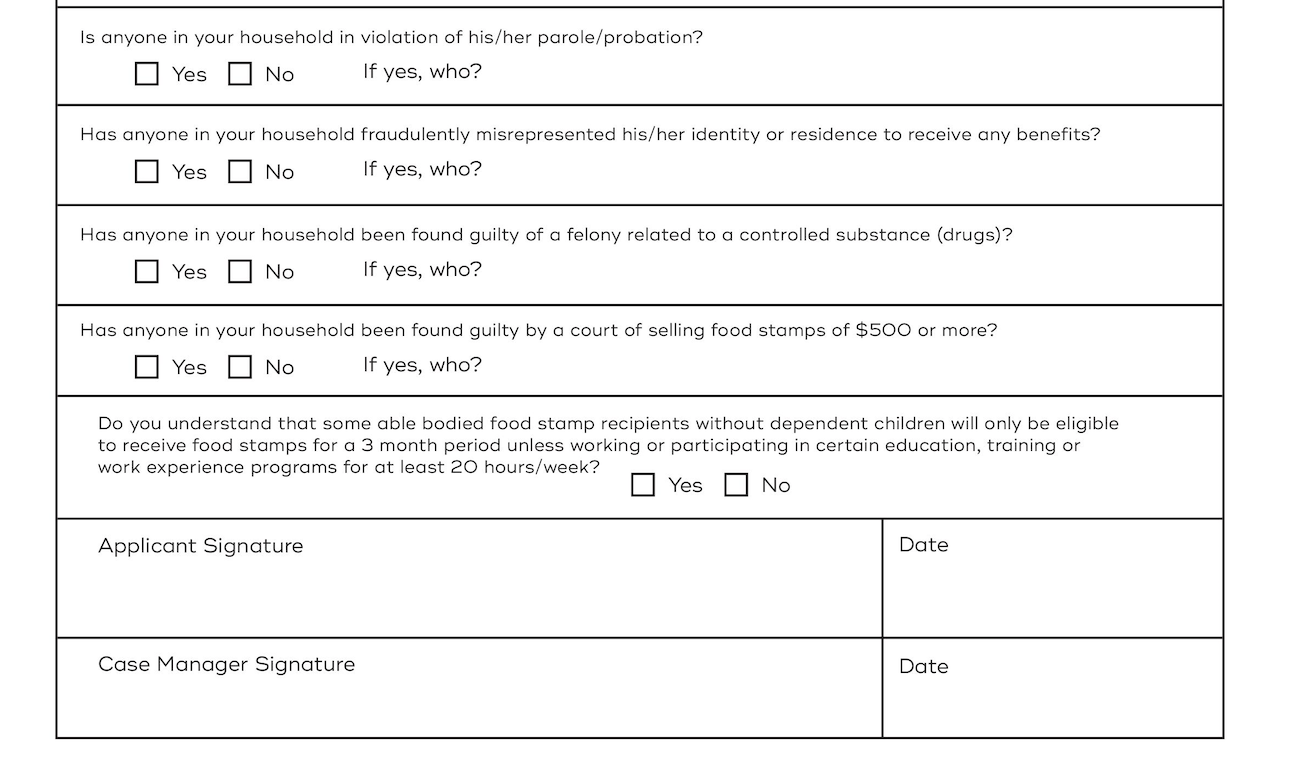 Is anyone in your household in violation of his/her parole/probation?
Yes No If yes, who?
Has anyone in your household fraudulently misrepresented his/her identity or residence to receive any benefits?
Yes No If yes, who?
Has anyone in your household been found guilty of a felony related to a controlled substance (drugs)?
Yes No If yes, who?
Has anyone in your household been found guilty by a court of selling food stamps of $500 or more?
Yes No If yes, who?
Do you understand that some able bodied food stamp recipients without dependent children will only be eligible
to receive food stamps for a 3 month period unless working or participating in certain education, training or
work experience programs for at least 20 hours/week?
Yes No
Applicant Signature Date
Case Manager Signature Date